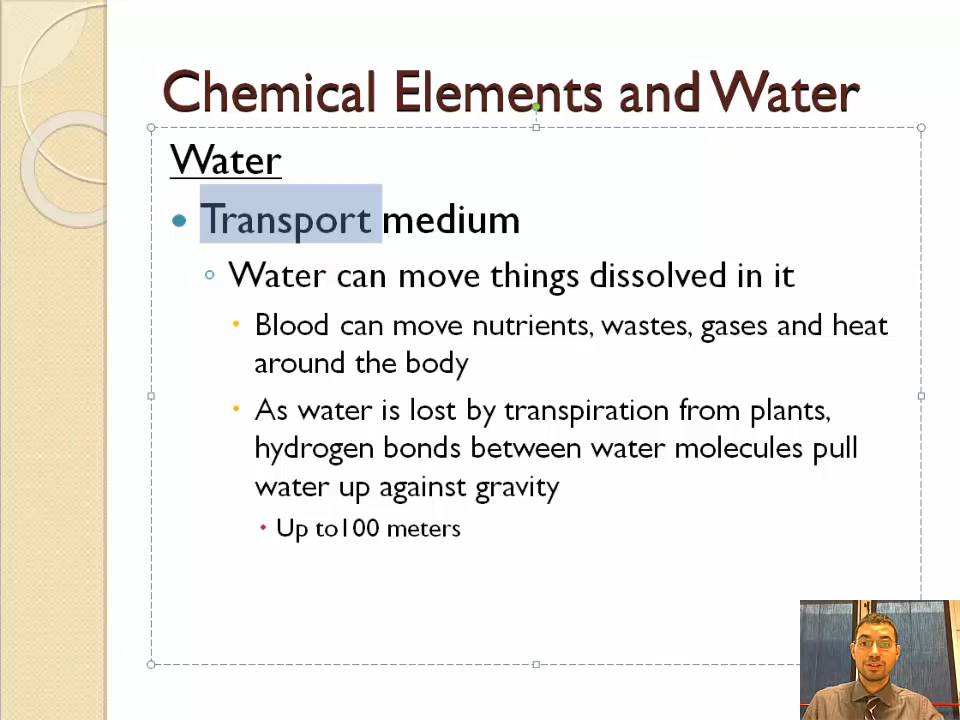 Chemical Elements and Water
Water
Transport medium
Water can move things dissolved in it
Blood can move nutrients, wastes, gases and heat
around the body
As water is lost by transpiration from plants,
hydrogen bonds between water molecules pull
water up against gravity
Up to100 meters